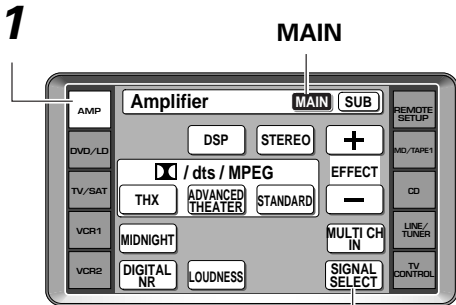 1
MAIN
AMP
Amplifier MAIN SUB
REMOTE
SETUP
DVD/LD
DSP STEREO +
MD/TAPE1
/ dts / MPEG
EFFECT
TV/SAT
THX
ADVANCED
THEATER
STANDARD
−
CD
VCR1
MIDNIGHT
MULTI CH
IN
LINE/
TUNER
VCR2
DIGITAL
NR
LOUDNESS
SIGNAL
SELECT
TV
CONTROL